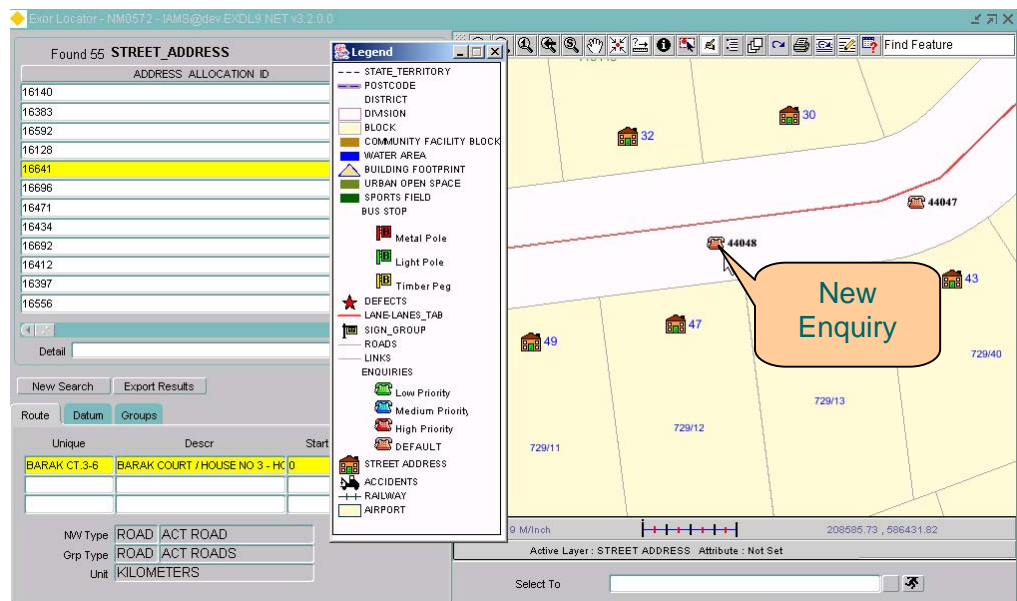 Exor Locator - NM0572 - IAMS@dev.EXDL9.NET v3.2.0.0
Found 55 STREET_ADDRESS
ADDRESS ALLOCATION ID
16140
16383
16592
16128
16641
16696
16471
16434
16692
16412
16397
16556
Detail
New Search Export Results
Route Datum Groups
Unique Descr Start
BARAK CT.3-6 BARAK COURT / HOUSE NO 3 - HO 0
NW Type ROAD ACT ROAD
Grp Type ROAD ACT ROADS
Unit KILOMETERS
Legend
STATE_TERRITORY
POSTCODE
DISTRICT
DIVISION
BLOCK
COMMUNITY FACILITY BLOCK
WATER AREA
BUILDING FOOTPRINT
URBAN OPEN SPACE
SPORTS FIELD
BUS STOP
Metal Pole
Light Pole
Timber Peg
DEFECTS
LANE-LANES_TAB
SIGN_GROUP
ROADS
LINKS
ENQUIRIES
Low Priority
Medium Priority
High Priority
DEFAULT
STREET ADDRESS
ACCIDENTS
RAILWAY
AIRPORT
Find Feature
30
32
44047
44048
43
New
Enquiry
47
49
729/40
729/13
729/12
729/11
9 M/Inch 208585.73 , 586431.82
Active Layer : STREET ADDRESS Attribute : Not Set
Select To